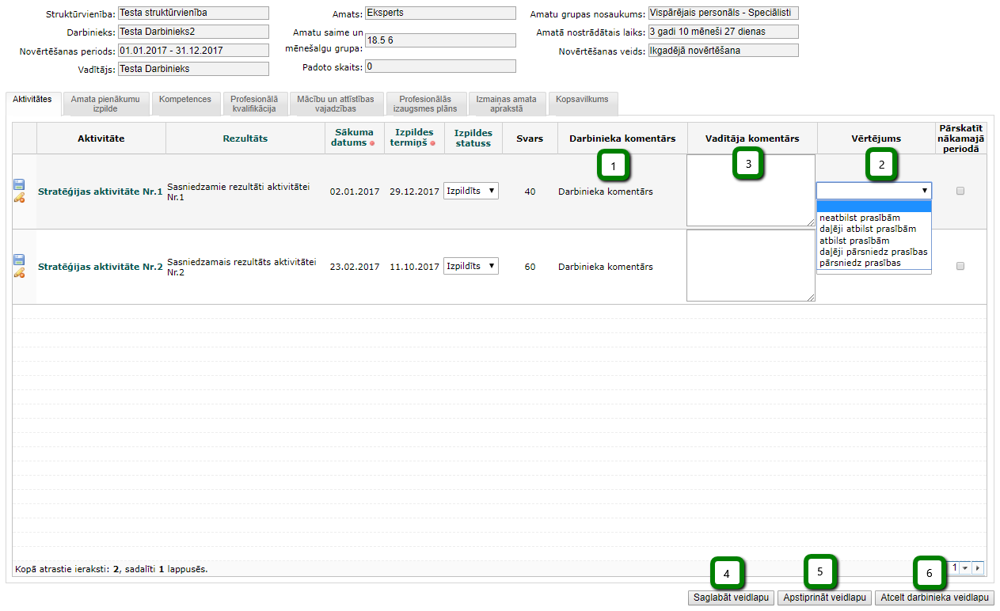 Struktūrvienība: Testa struktūrvienība
Amats: Eksperts
Amatu grupas nosaukums: Vispārējais personāls - Speciālisti
Darbinieks: Testa Darbinieks2
Amatu saime un
mēnešalgu grupa: 18.5 6
Amatā nostrādātais laiks: 3 gadi 10 mēneši 27 dienas
Novērtēšanas periods: 01.01.2017 - 31.12.2017
Novērtēšanas veids: Ikgadējā novērtēšana
Vadītājs: Testa Darbinieks
Padoto skaits: 0
Aktivitātes
Amata pienākumu
izpilde
Kompetences
Profesionālā
kvalifikācija
Mācību un attīstības
vajadzības
Profesionālās
izaugsmes plāns
Izmaiņas amata
aprakstā
Kopsavilkums
Aktivitāte
Rezultāts
Sākuma
datums
Izpildes
termiņš
Izpildes
statuss
Svars
Darbinieka komentārs
Vadītāja komentārs
Vērtējums
Pārskatīt
nākamajā
periodā
1
3
2
Stratēģijas aktivitāte Nr.1
Sasniedzamie rezultāti aktivitātei
Nr.1
02.01.2017
29.12.2017
Izpildīts
40
Darbinieka komentārs
neatbilst prasībām
daļēji atbilst prasībām
atbilst prasībām
daļēji pārsniedz prasības
pārsniedz prasības
Stratēģijas aktivitāte Nr.2
Sasniedzamais rezultāts aktivitātei
Nr.2
23.02.2017
11.10.2017
Izpildīts
60
Darbinieka komentārs
Kopā atrastie ieraksti: 2, sadalīti 1 lappusēs.
1
4
5
6
Saglabāt veidlapu
Apstiprināt veidlapu
Atcelt darbinieka veidlapu